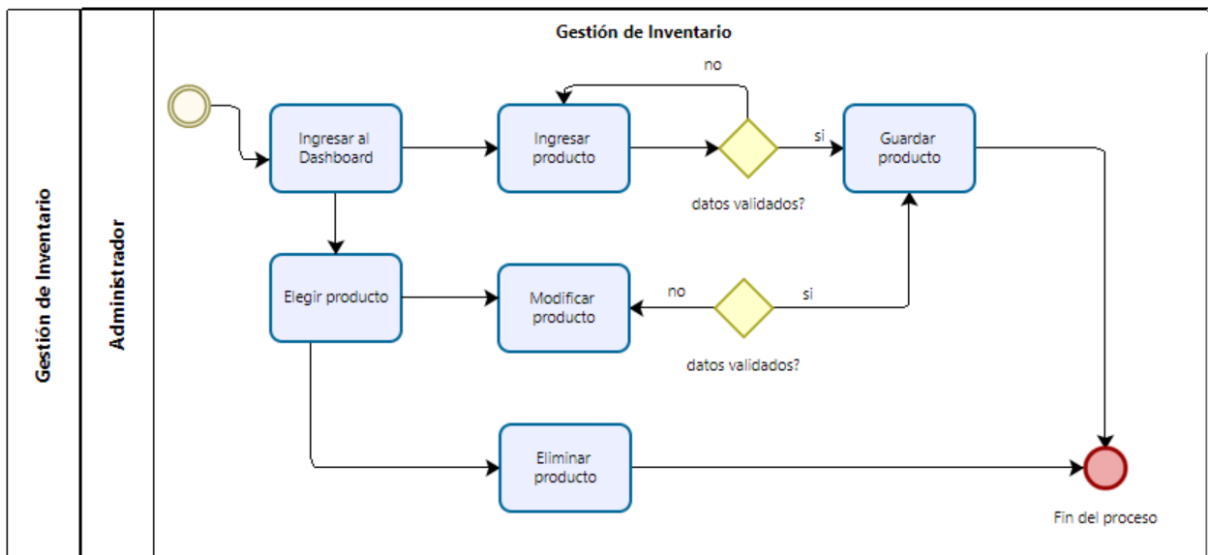 Gestión de Inventario
Gestión de Inventario
Administrador
no
Ingresar al
Dashboard
Ingresar
producto
si
Guardar
producto
datos validados?
Elegir producto
Modificar
producto
no
si
datos validados?
Eliminar
producto
Fin del proceso